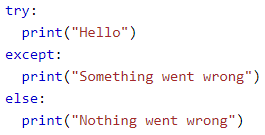 try:
  print("Hello")
except:
  print("Something went wrong")
else:
  print("Nothing went wrong")